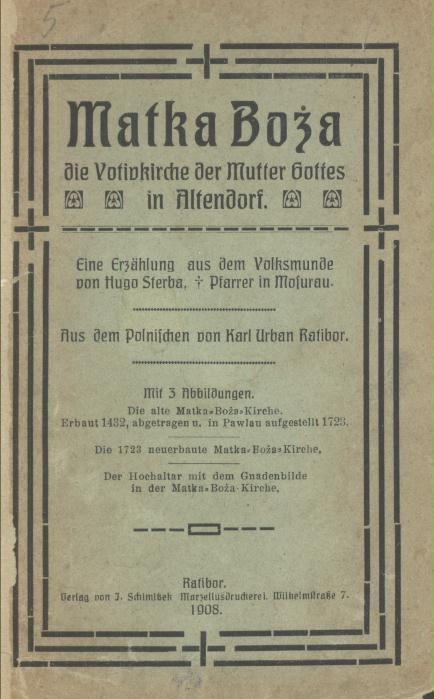 5
Matka Boża
die Votivkirche der Mutter Gottes
in Altendorf.
Eine Erzählung aus dem Volksmunde
von Hugo Sterba, † Pfarrer in Mosurau.
Aus dem Polnischen von Karl Urban Ratibor.
Mit 3 Abbildungen.
Die alte Matka-Boża-Kirche.
Erbaut 1432, abgetragen u. in Pawlau aufgestellt 1723.
Die 1723 neuerbaute Matka-Boża-Kirche,
Der Hochaltar mit dem Gnadenbilde
in der Matka-Boża-Kirche.
Ratibor.
Verlag von J. Schimitzek Marzellusdruckerei. Wilhelmstraße 7.
1908.